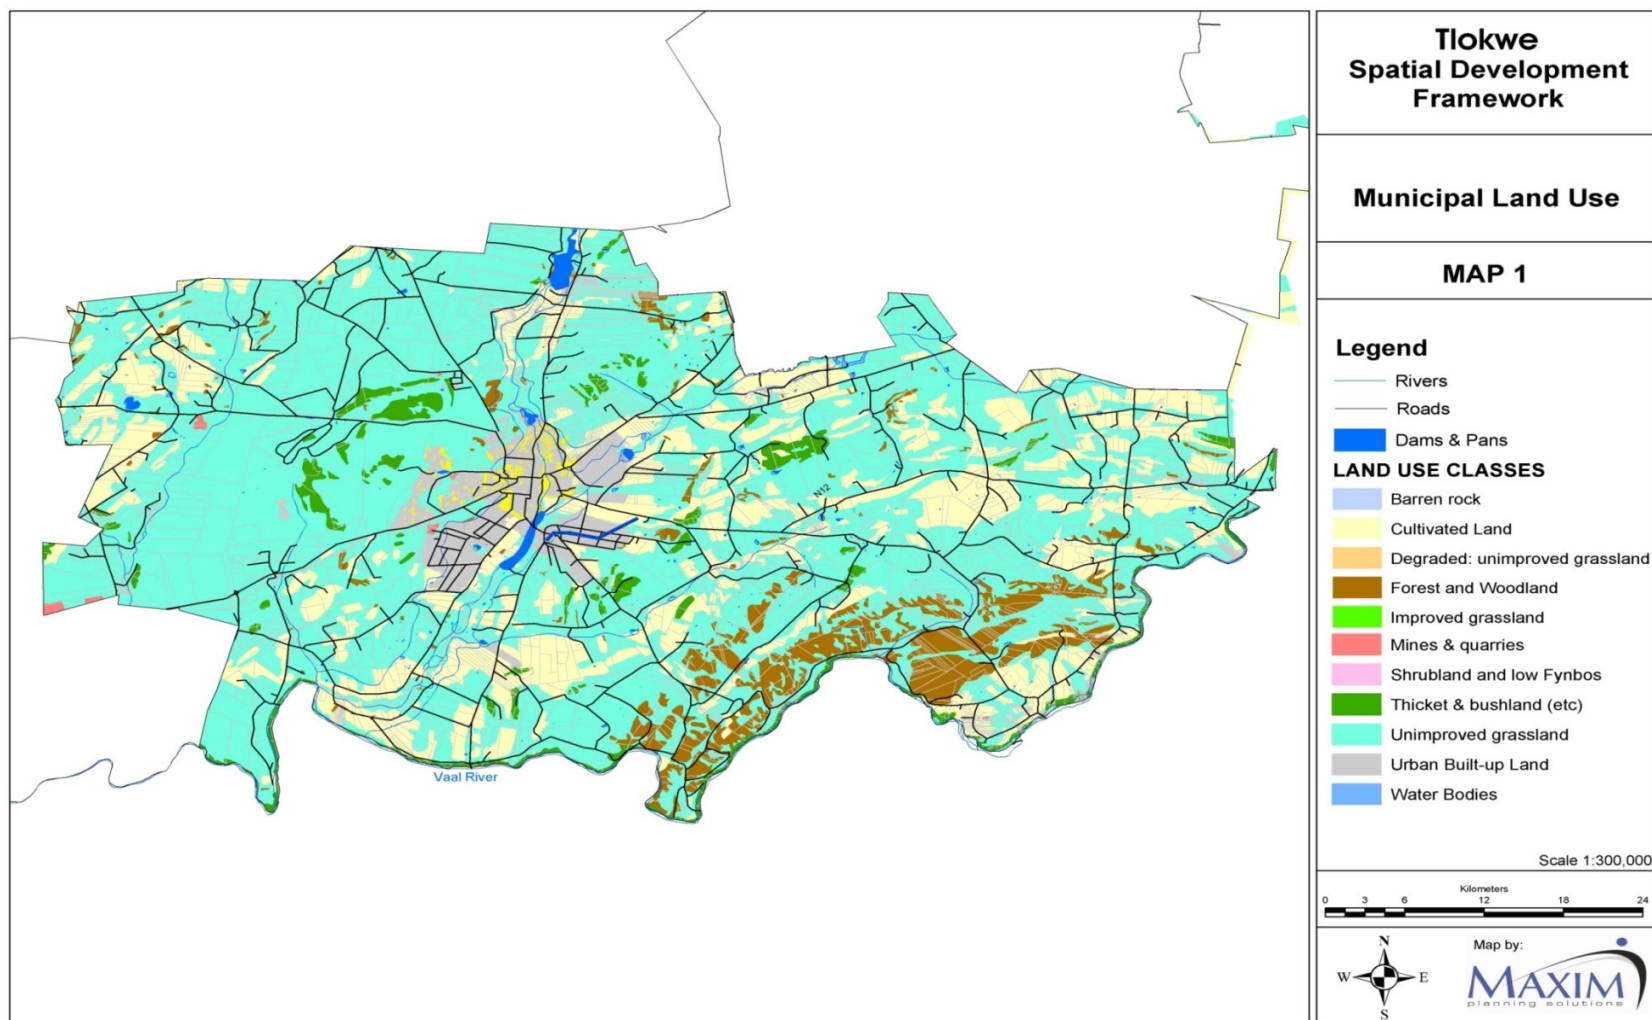 Tlokwe
Spatial Development
Framework
Municipal Land Use
MAP 1
Legend
Rivers
Roads
Dams & Pans
LAND USE CLASSES
Barren rock
Cultivated Land
Degraded: unimproved grassland
Forest and Woodland
Improved grassland
Mines & quarries
Shrubland and low Fynbos
Thicket & bushland (etc)
Unimproved grassland
Urban Built-up Land
Water Bodies
Scale 1:300,000
Kilometers
0 3 6 12 18 24
N
W E
S
Map by:
MAXIM
planning solutions
N12
Vaal River